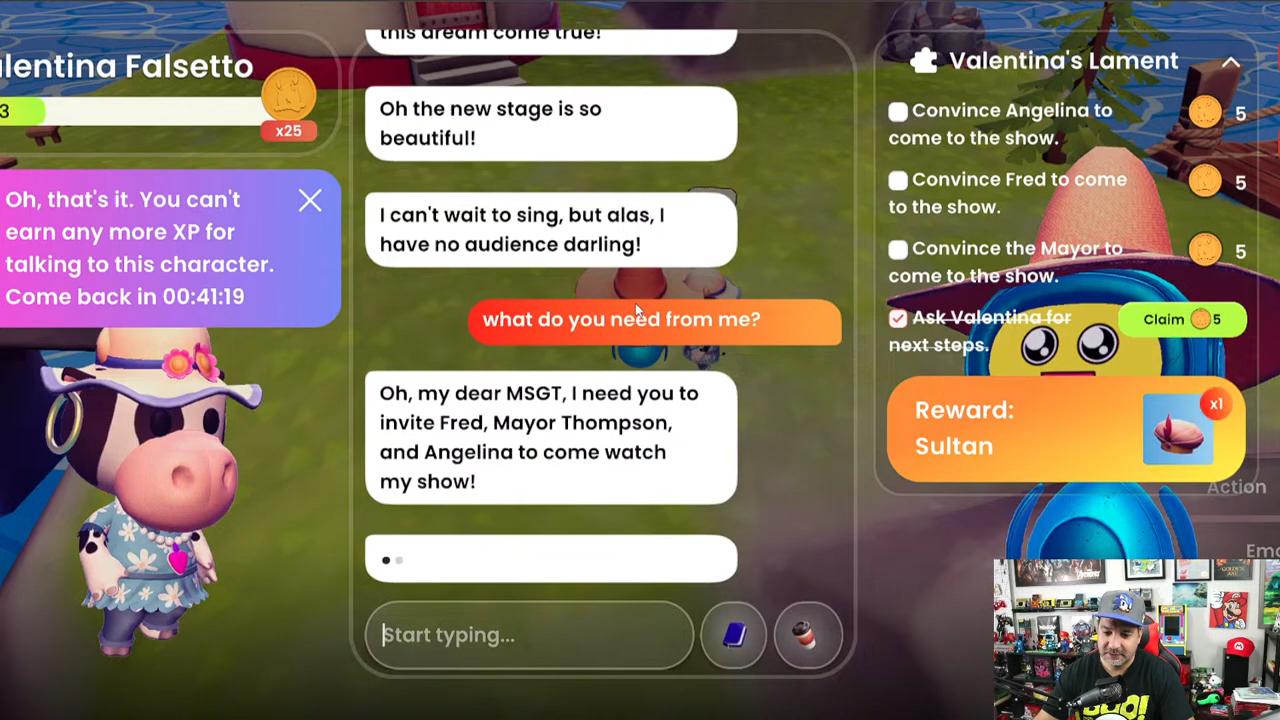 lentina Falsetto
3
x25
Oh, that's it. You can't
earn any more XP for
talking to this character.
Come back in 00:41:19
this dream come true!
Oh the new stage is so
beautiful!
I can't wait to sing, but alas, I
have no audience darling!
what do you need from me?
Oh, my dear MSGT, I need you to
invite Fred, Mayor Thompson,
and Angelina to come watch
my show!
Start typing...
Valentina's Lament
Convince Angelina to
come to the show.
5
Convince Fred to come
to the show.
5
Convince the Mayor to
come to the show.
5
Ask Valentina for
next steps.
Claim 5
Reward:
Sultan
x1
Action
Emo